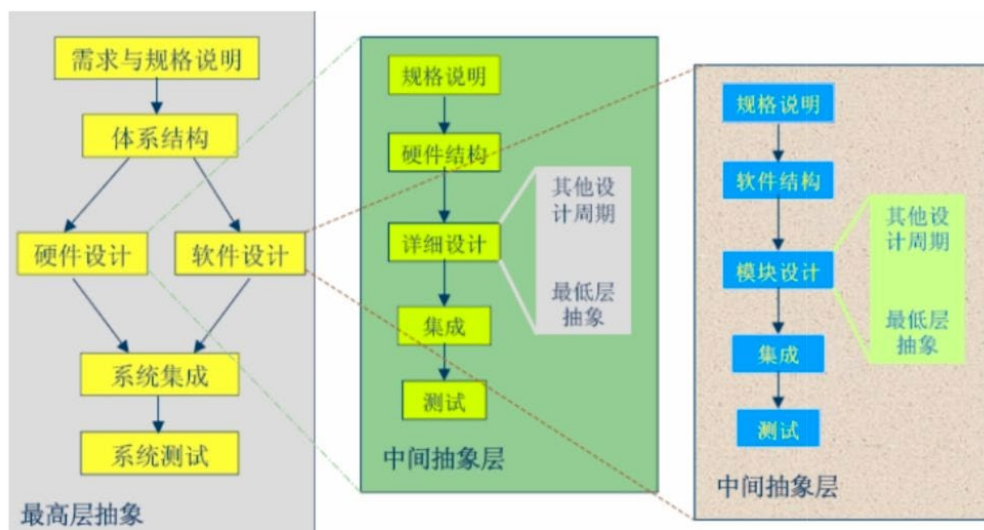 需求与规格说明
体系结构
硬件设计
软件设计
系统集成
系统测试
最高层抽象
规格说明
硬件结构
详细设计
集成
测试
其他设
计周期
最低层
抽象
中间抽象层
规格说明
软件结构
模块设计
集成
测试
其他设
计周期
最低层
抽象
中间抽象层